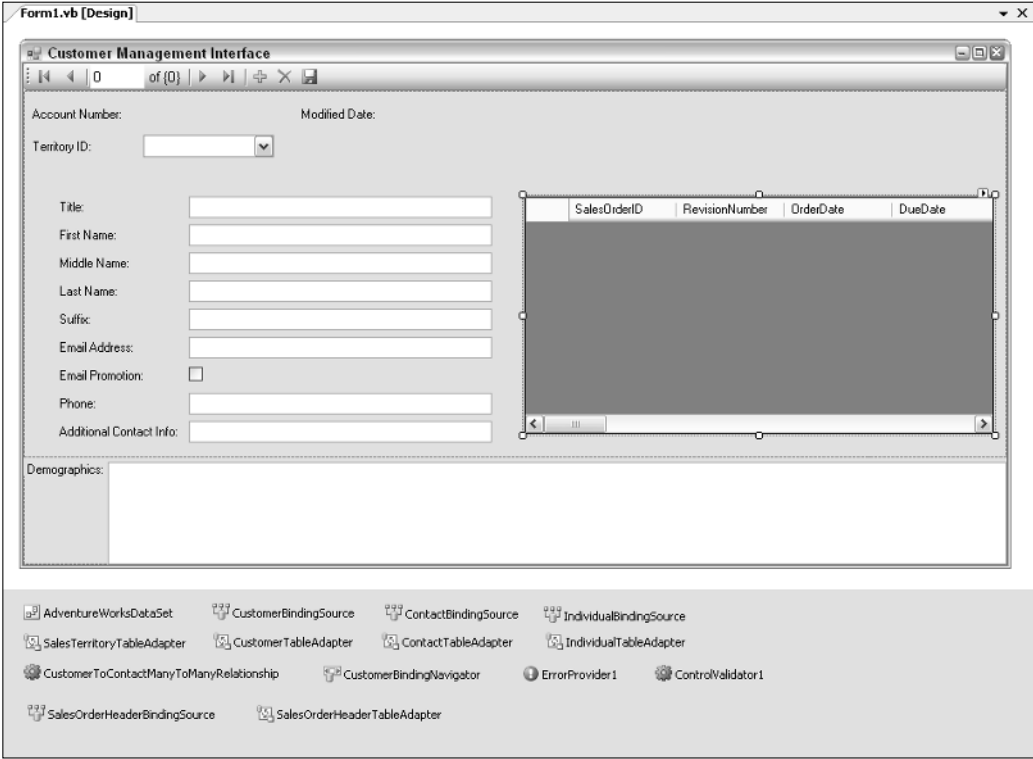 Form1.vb [Design]
Customer Management Interface
0 of {0}
Account Number: Modified Date:
Territory ID:
Title:
First Name:
Middle Name:
Last Name:
Suffix:
Email Address:
Email Promotion:
Phone:
Additional Contact Info:
SalesOrderID RevisionNumber OrderDate DueDate
Demographics:
AdventureWorksDataSet CustomerBindingSource ContactBindingSource IndividualBindingSource
SalesTerritoryTableAdapter CustomerTableAdapter ContactTableAdapter IndividualTableAdapter
CustomerToContactManyToManyRelationship CustomerBindingNavigator ErrorProvider1 ControlValidator1
SalesOrderHeaderBindingSource SalesOrderHeaderTableAdapter